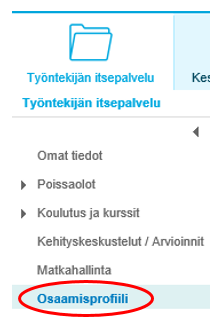 Työntekijän itsepalvelu
Kes
Työntekijän itsepalvelu
Omat tiedot
Poissaolot
Koulutus ja kurssit
Kehityskeskustelut / Arvioinnit
Matkahallinta
Osaamisprofiili